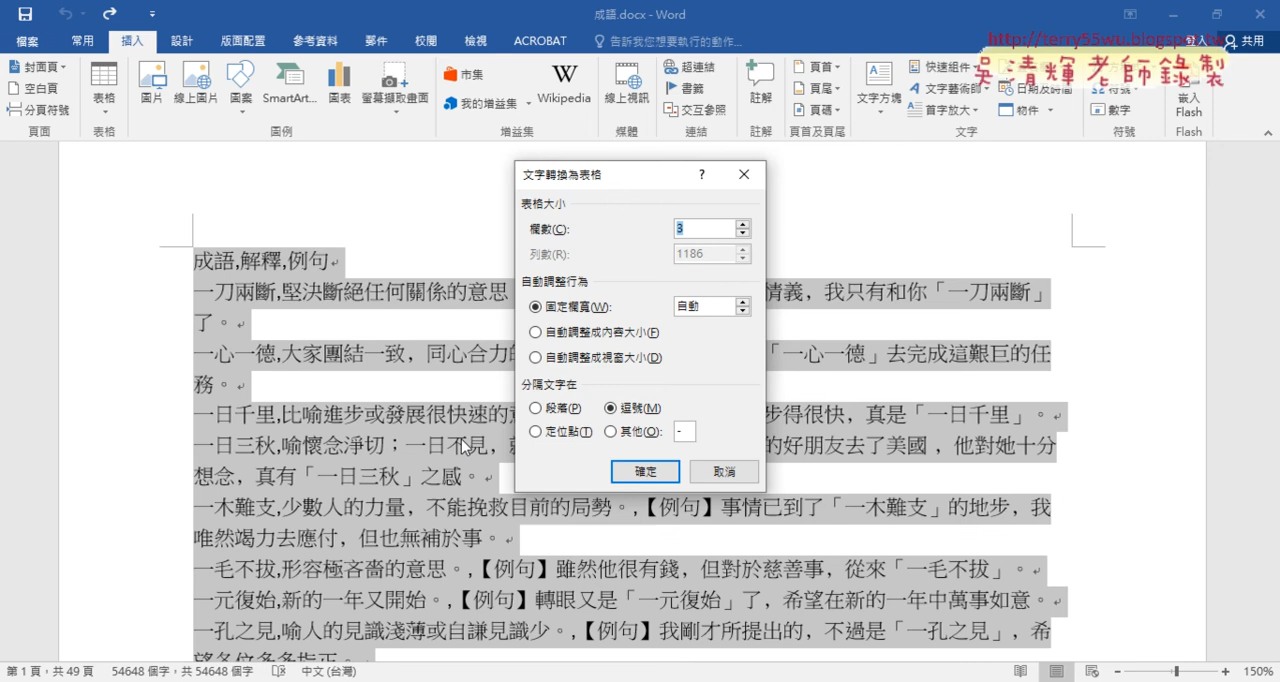 成語.docx - Word
檔案 常用 插入 設計 版面配置 參考資料 郵件 校閱 檢視 ACROBAT 告訴我您想要執行的動作... 登入 共用
http://terry55wu.blogspot.tw
吳清輝老師錄製
封面頁 空白頁 分頁符號 頁面
表格 表格
圖片 線上圖片 圖案 SmartArt... 圖表 螢幕擷取畫面 圖例
市集 我的增益集 Wikipedia 增益集
線上視訊 媒體
超連結 書籤 交互參照 連結
註解 註解
頁首 頁尾 頁碼 頁首及頁尾
文字方塊 快速組件 文字藝術師 首字放大 日期及時間 物件 文字
符號 數字 符號
嵌入 Flash Flash
文字轉換為表格 ?
表格大小
欄數(C): 3
列數(R): 1186
自動調整行為
固定欄寬(W): 自動
自動調整成內容大小(F)
自動調整成視窗大小(D)
分隔文字在
段落(P) 逗號(M)
定位點(T) 其他(O): -
確定 取消
成語,解釋,例句
一刀兩斷,堅決斷絕任何關係的意思 情義，我只有和你「一刀兩斷」
了。
一心一德,大家團結一致，同心合力 「一心一德」去完成這艱巨的任
務。
一日千里,比喻進步或發展很快速的 步得很快，真是「一日千里」。
一日三秋,喻懷念淨切；一日不見， 的好朋友去了美國，他對她十分
想念，真有「一日三秋」之感。
一木難支,少數人的力量，不能挽救目前的局勢。,【例句】事情已到了「一木難支」的地步，我
唯然竭力去應付，但也無補於事。
一毛不拔,形容極吝嗇的意思。,【例句】雖然他很有錢，但對於慈善事，從來「一毛不拔」。
一元復始,新的一年又開始。,【例句】轉眼又是「一元復始」了，希望在新的一年中萬事如意。
一孔之見,喻人的見識淺薄或自謙見識少。,【例句】我剛才所提出的，不過是「一孔之見」，希
望各位多多指正。
第 1 頁，共 49 頁 54648 個字，共 54648 個字 中文 (台灣) 150%